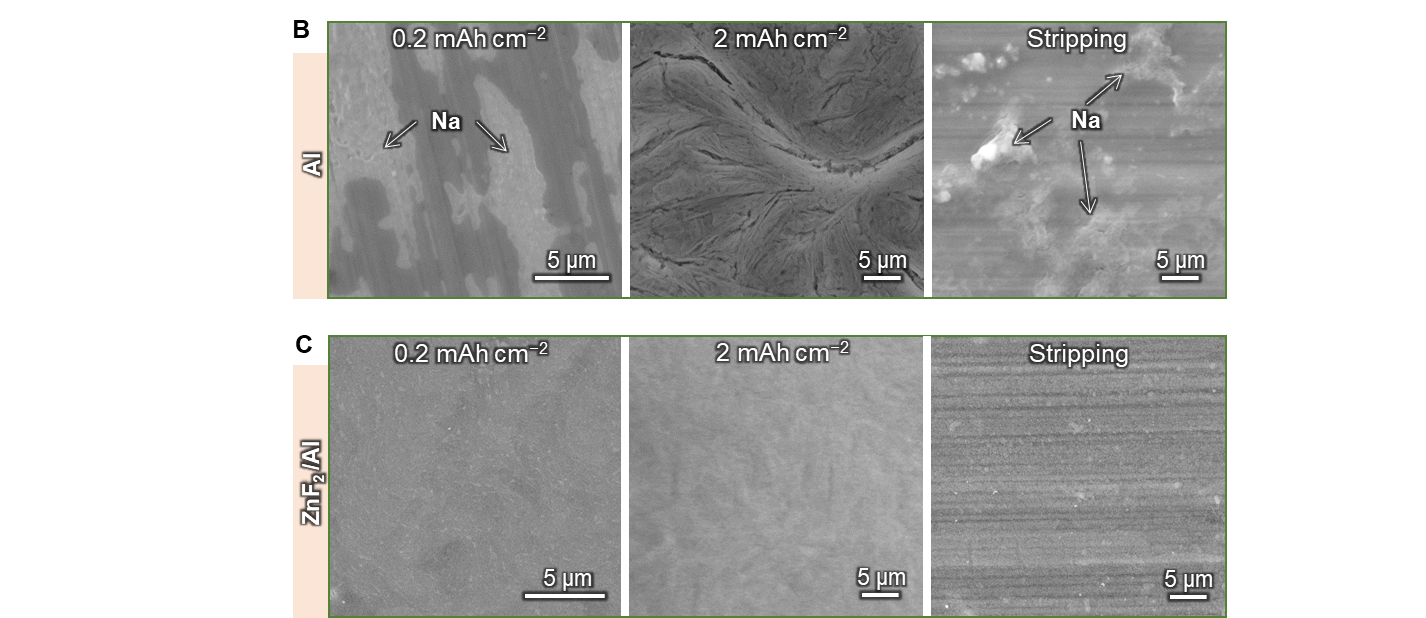 B
Al
0.2 mAh cm⁻²
2 mAh cm⁻²
Stripping
Na
Na
5 µm
5 µm
5 µm
C
ZnF₂/Al
0.2 mAh cm⁻²
2 mAh cm⁻²
Stripping
5 µm
5 µm
5 µm